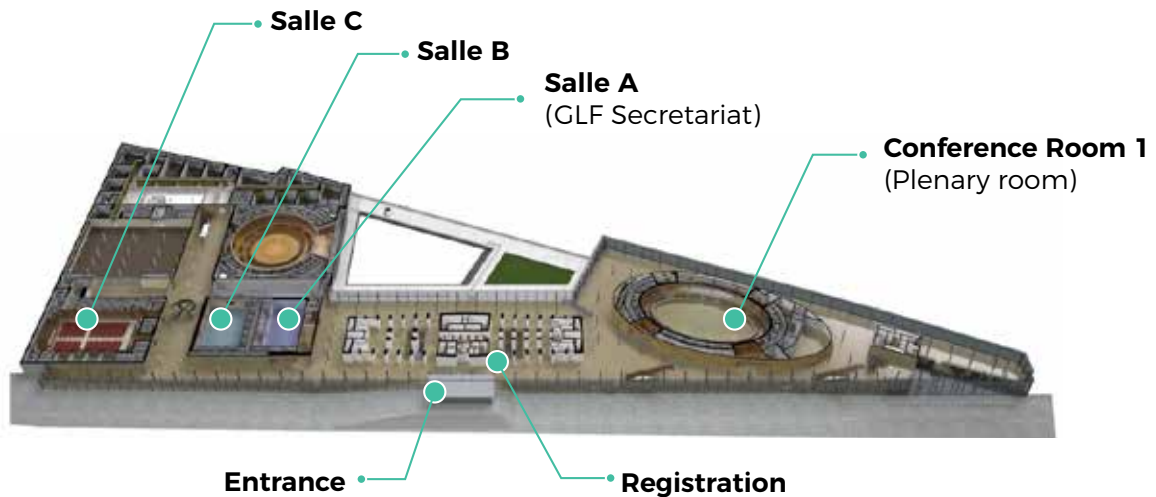 Salle C
Salle B
Salle A
(GLF Secretariat)
Conference Room 1
(Plenary room)
Entrance
Registration